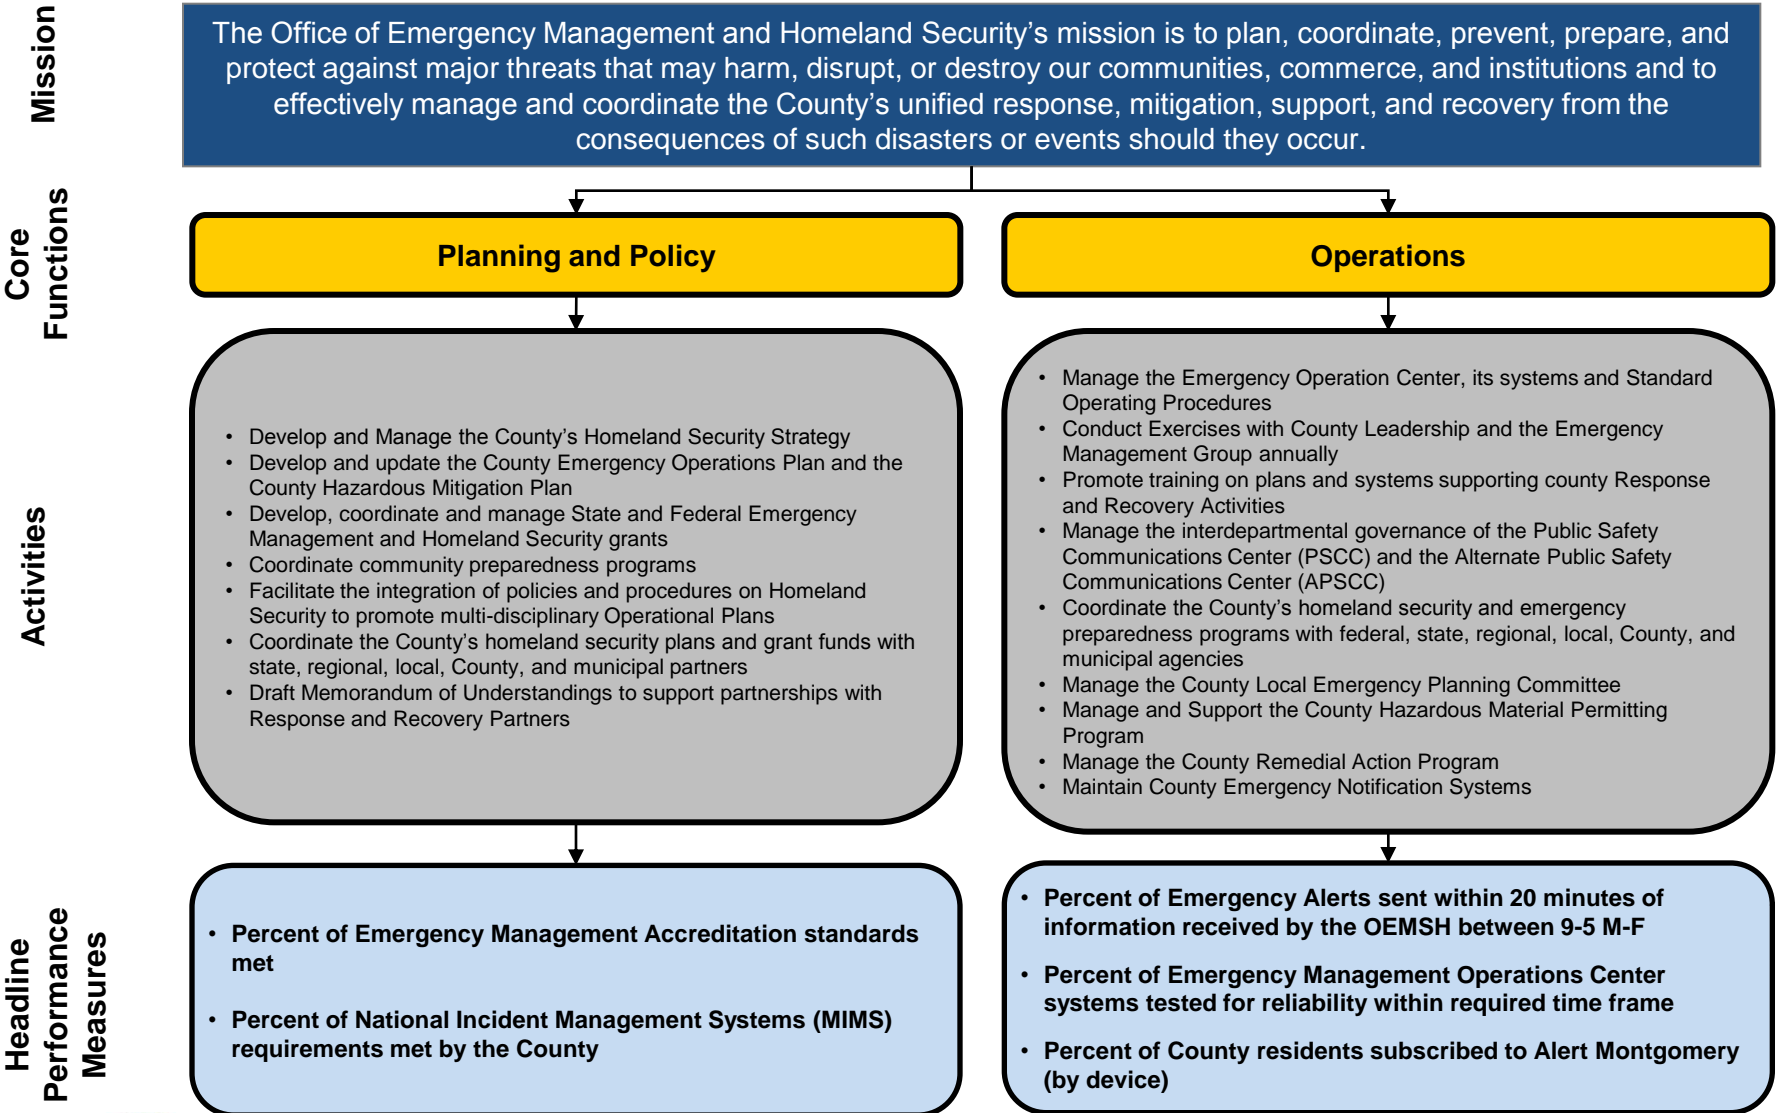 Mission
The Office of Emergency Management and Homeland Security’s mission is to plan, coordinate, prevent, prepare, and
protect against major threats that may harm, disrupt, or destroy our communities, commerce, and institutions and to
effectively manage and coordinate the County’s unified response, mitigation, support, and recovery from the
consequences of such disasters or events should they occur.
Core
Functions
Planning and Policy
Operations
Activities
• Develop and Manage the County’s Homeland Security Strategy
• Develop and update the County Emergency Operations Plan and the
County Hazardous Mitigation Plan
• Develop, coordinate and manage State and Federal Emergency
Management and Homeland Security grants
• Coordinate community preparedness programs
• Facilitate the integration of policies and procedures on Homeland
Security to promote multi-disciplinary Operational Plans
• Coordinate the County’s homeland security plans and grant funds with
state, regional, local, County, and municipal partners
• Draft Memorandum of Understandings to support partnerships with
Response and Recovery Partners
• Manage the Emergency Operation Center, its systems and Standard
Operating Procedures
• Conduct Exercises with County Leadership and the Emergency
Management Group annually
• Promote training on plans and systems supporting county Response
and Recovery Activities
• Manage the interdepartmental governance of the Public Safety
Communications Center (PSCC) and the Alternate Public Safety
Communications Center (APSCC)
• Coordinate the County’s homeland security and emergency
preparedness programs with federal, state, regional, local, County, and
municipal agencies
• Manage the County Local Emergency Planning Committee
• Manage and Support the County Hazardous Material Permitting
Program
• Manage the County Remedial Action Program
• Maintain County Emergency Notification Systems
Headline
Performance
Measures
• Percent of Emergency Management Accreditation standards
met
• Percent of National Incident Management Systems (MIMS)
requirements met by the County
• Percent of Emergency Alerts sent within 20 minutes of
information received by the OEMSH between 9-5 M-F
• Percent of Emergency Management Operations Center
systems tested for reliability within required time frame
• Percent of County residents subscribed to Alert Montgomery
(by device)